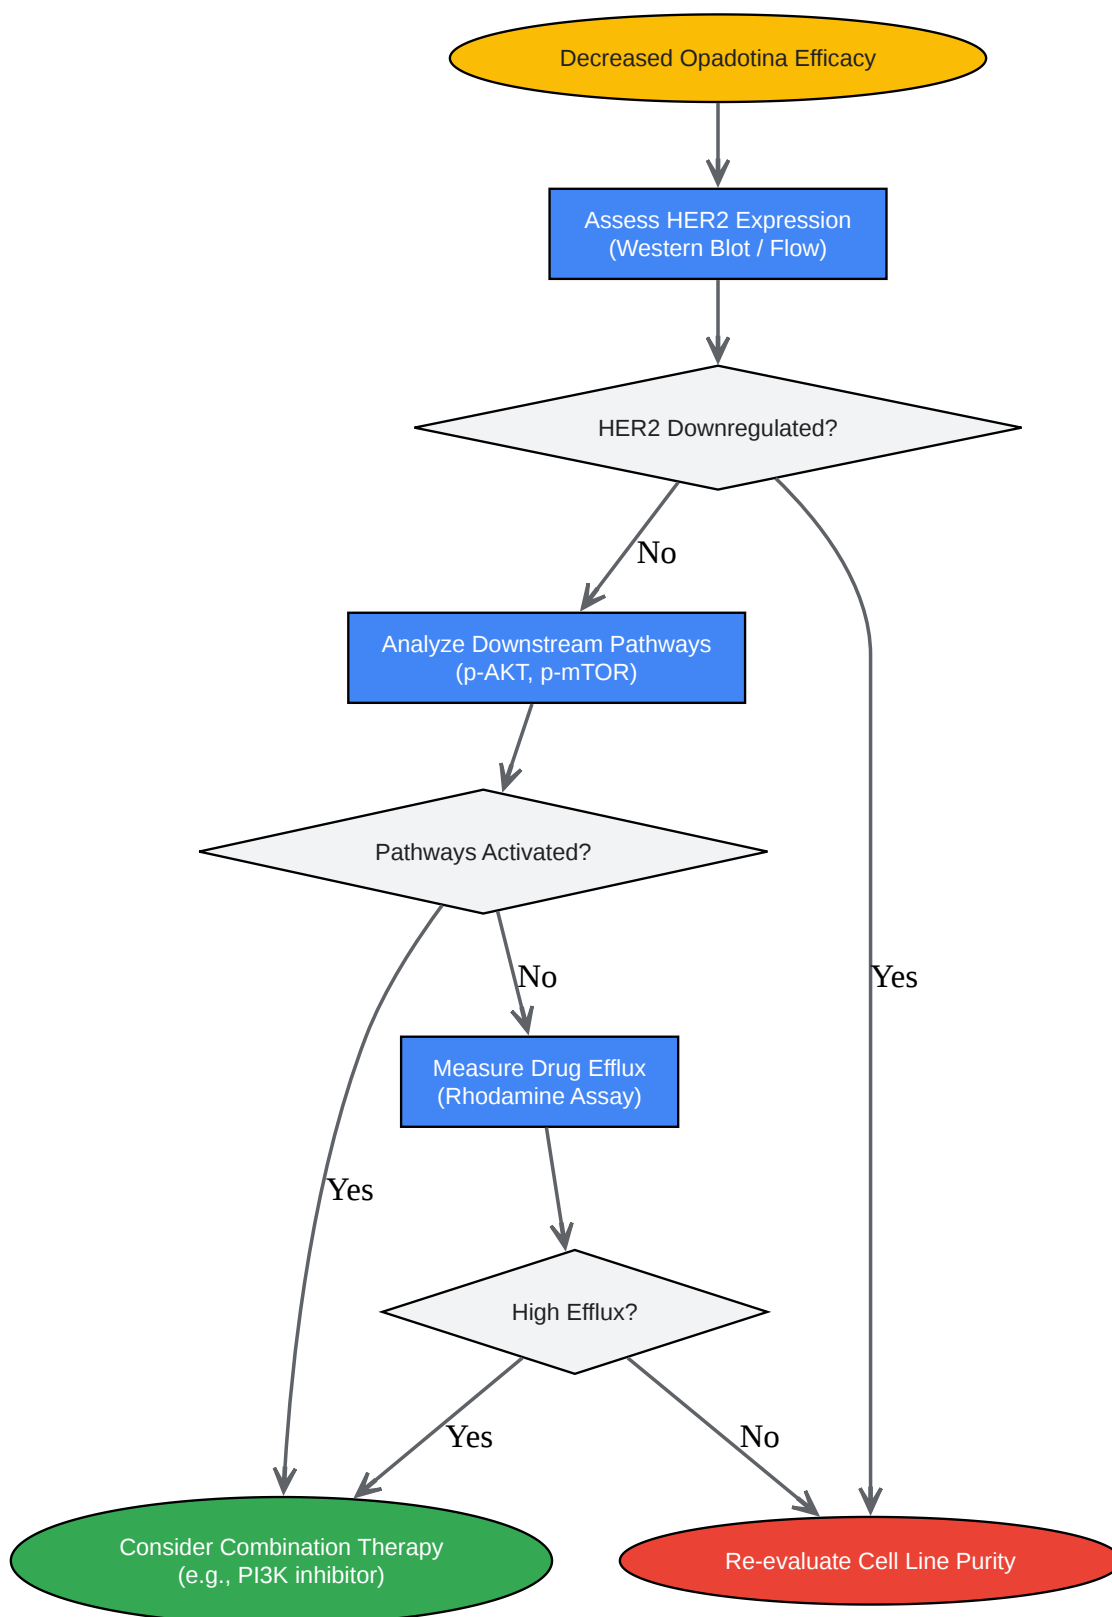 Decreased Opadotina Efficacy
Assess HER2 Expression
(Western Blot / Flow)
HER2 Downregulated?
No
Analyze Downstream Pathways
(p-AKT, p-mTOR)
Pathways Activated?
No
Yes
Measure Drug Efflux
(Rhodamine Assay)
Yes
High Efflux?
Yes
No
Consider Combination Therapy
(e.g., PI3K inhibitor)
Re-evaluate Cell Line Purity